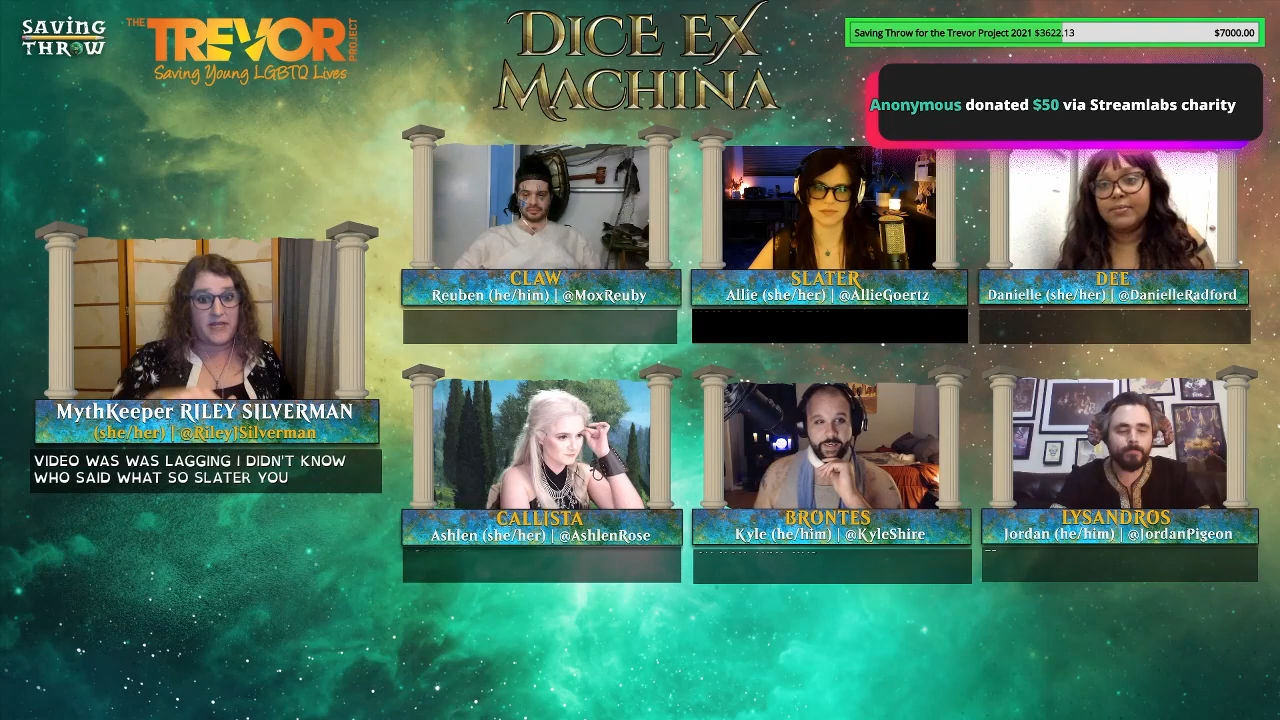 SAVING
THROW
THE
TREVOR
PROJECT
Saving Young LGBTQ Lives
DICE EX
MACHINA
Saving Throw for the Trevor Project 2021 $3622.13
$7000.00
Anonymous donated $50 via Streamlabs charity
CLAW
Reuben (he/him) | @MoxReuby
SLATER
Allie (she/her) | @AllieGoertz
DEE
Danielle (she/her) | @DanielleRadford
MythKeeper RILEY SILVERMAN
(she/her) | @RileyJSilverman
VIDEO WAS WAS LAGGING I DIDN'T KNOW
WHO SAID WHAT SO SLATER YOU
CALLISTA
Ashlen (she/her) | @AshlenRose
BRONTES
Kyle (he/him) | @KyleShire
LYSANDROS
Jordan (he/him) | @JordanPigeon